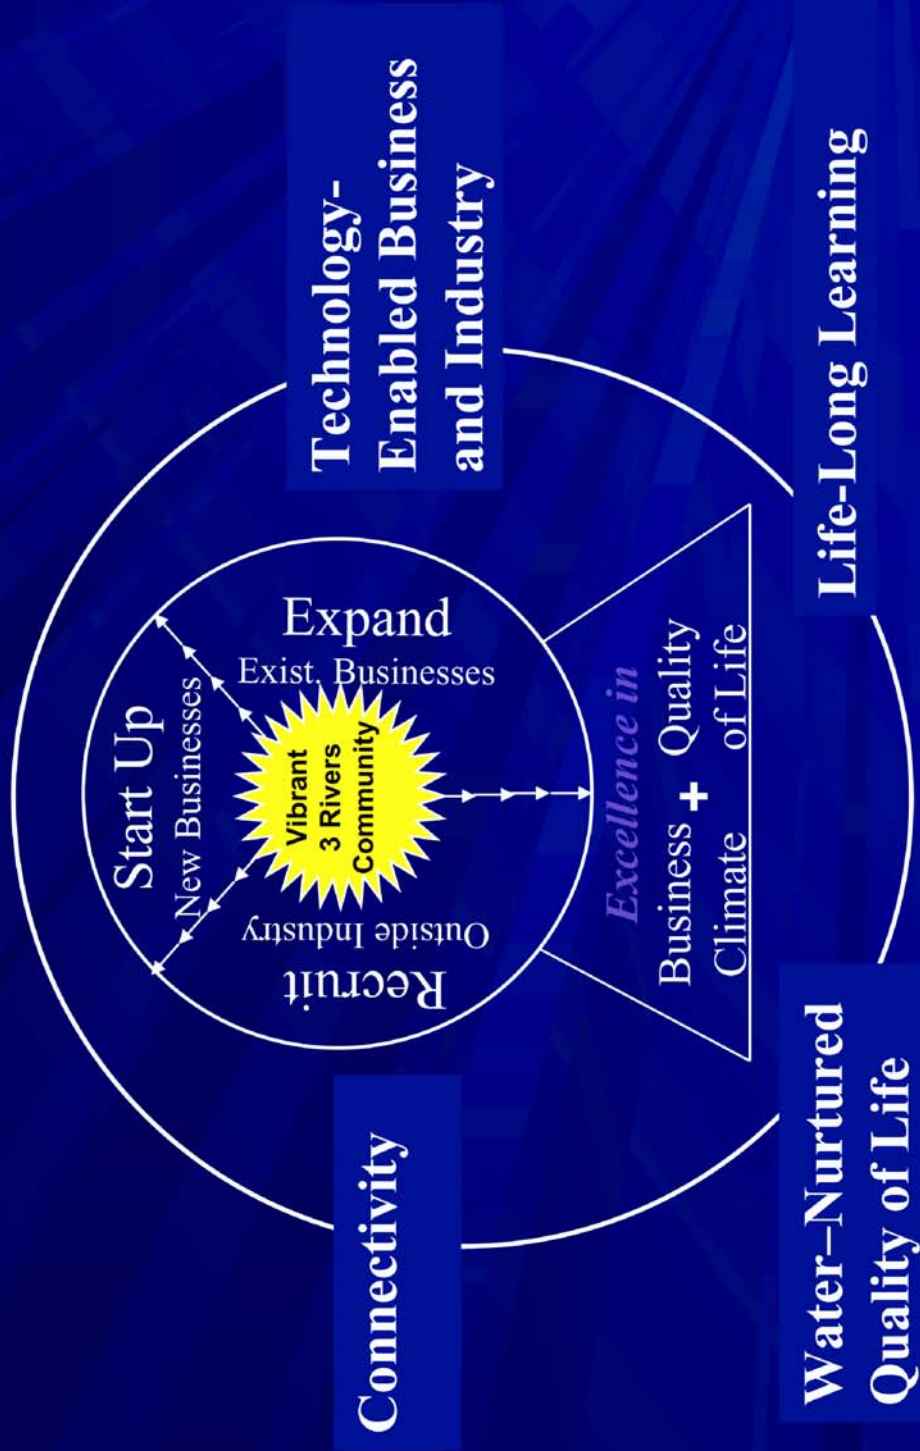 Connectivity
Technology-
Enabled Business
and Industry
Start Up
New Businesses
Recruit
Outside Industry
Expand
Exist. Businesses
Vibrant
3 Rivers
Community
Excellence in
Business + Quality
Climate of Life
Water–Nurtured
Quality of Life
Life-Long Learning